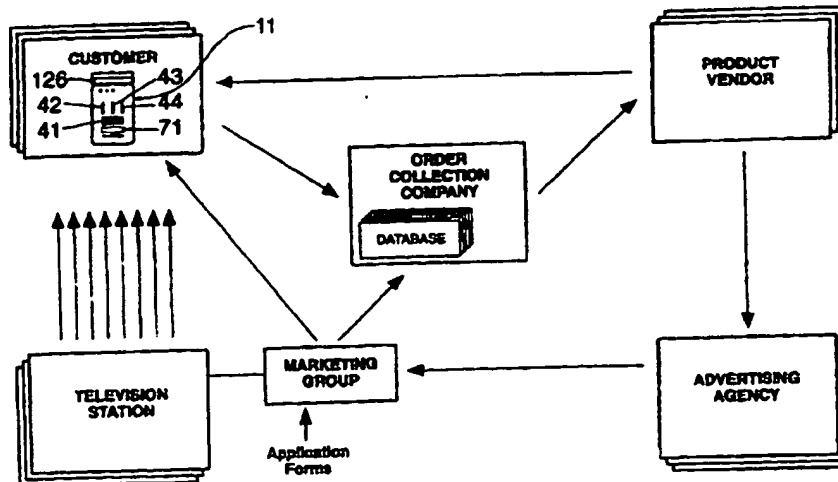 11
CUSTOMER
126
43
42
44
41
71
PRODUCT
VENDOR
ORDER
COLLECTION
COMPANY
DATABASE
MARKETING
GROUP
TELEVISION
STATION
ADVERTISING
AGENCY
Application
Forms